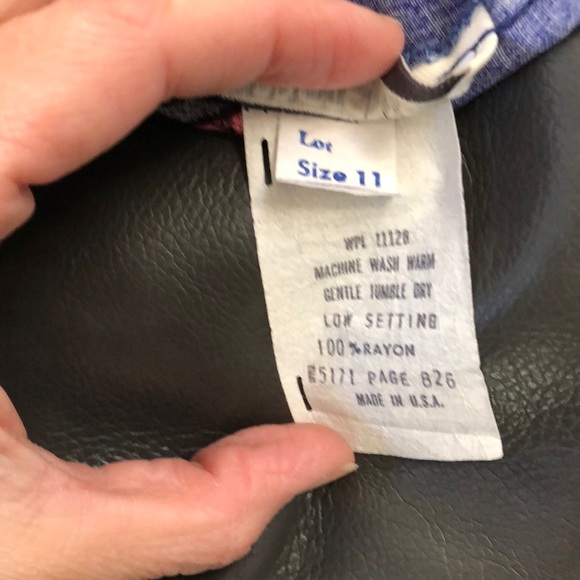 Lot
Size 11
WPL 11128
MACHINE WASH WARM
GENTLE TUMBLE DRY
LOW SETTING
100% RAYON
E5171 PAGE 826
MADE IN U.S.A.